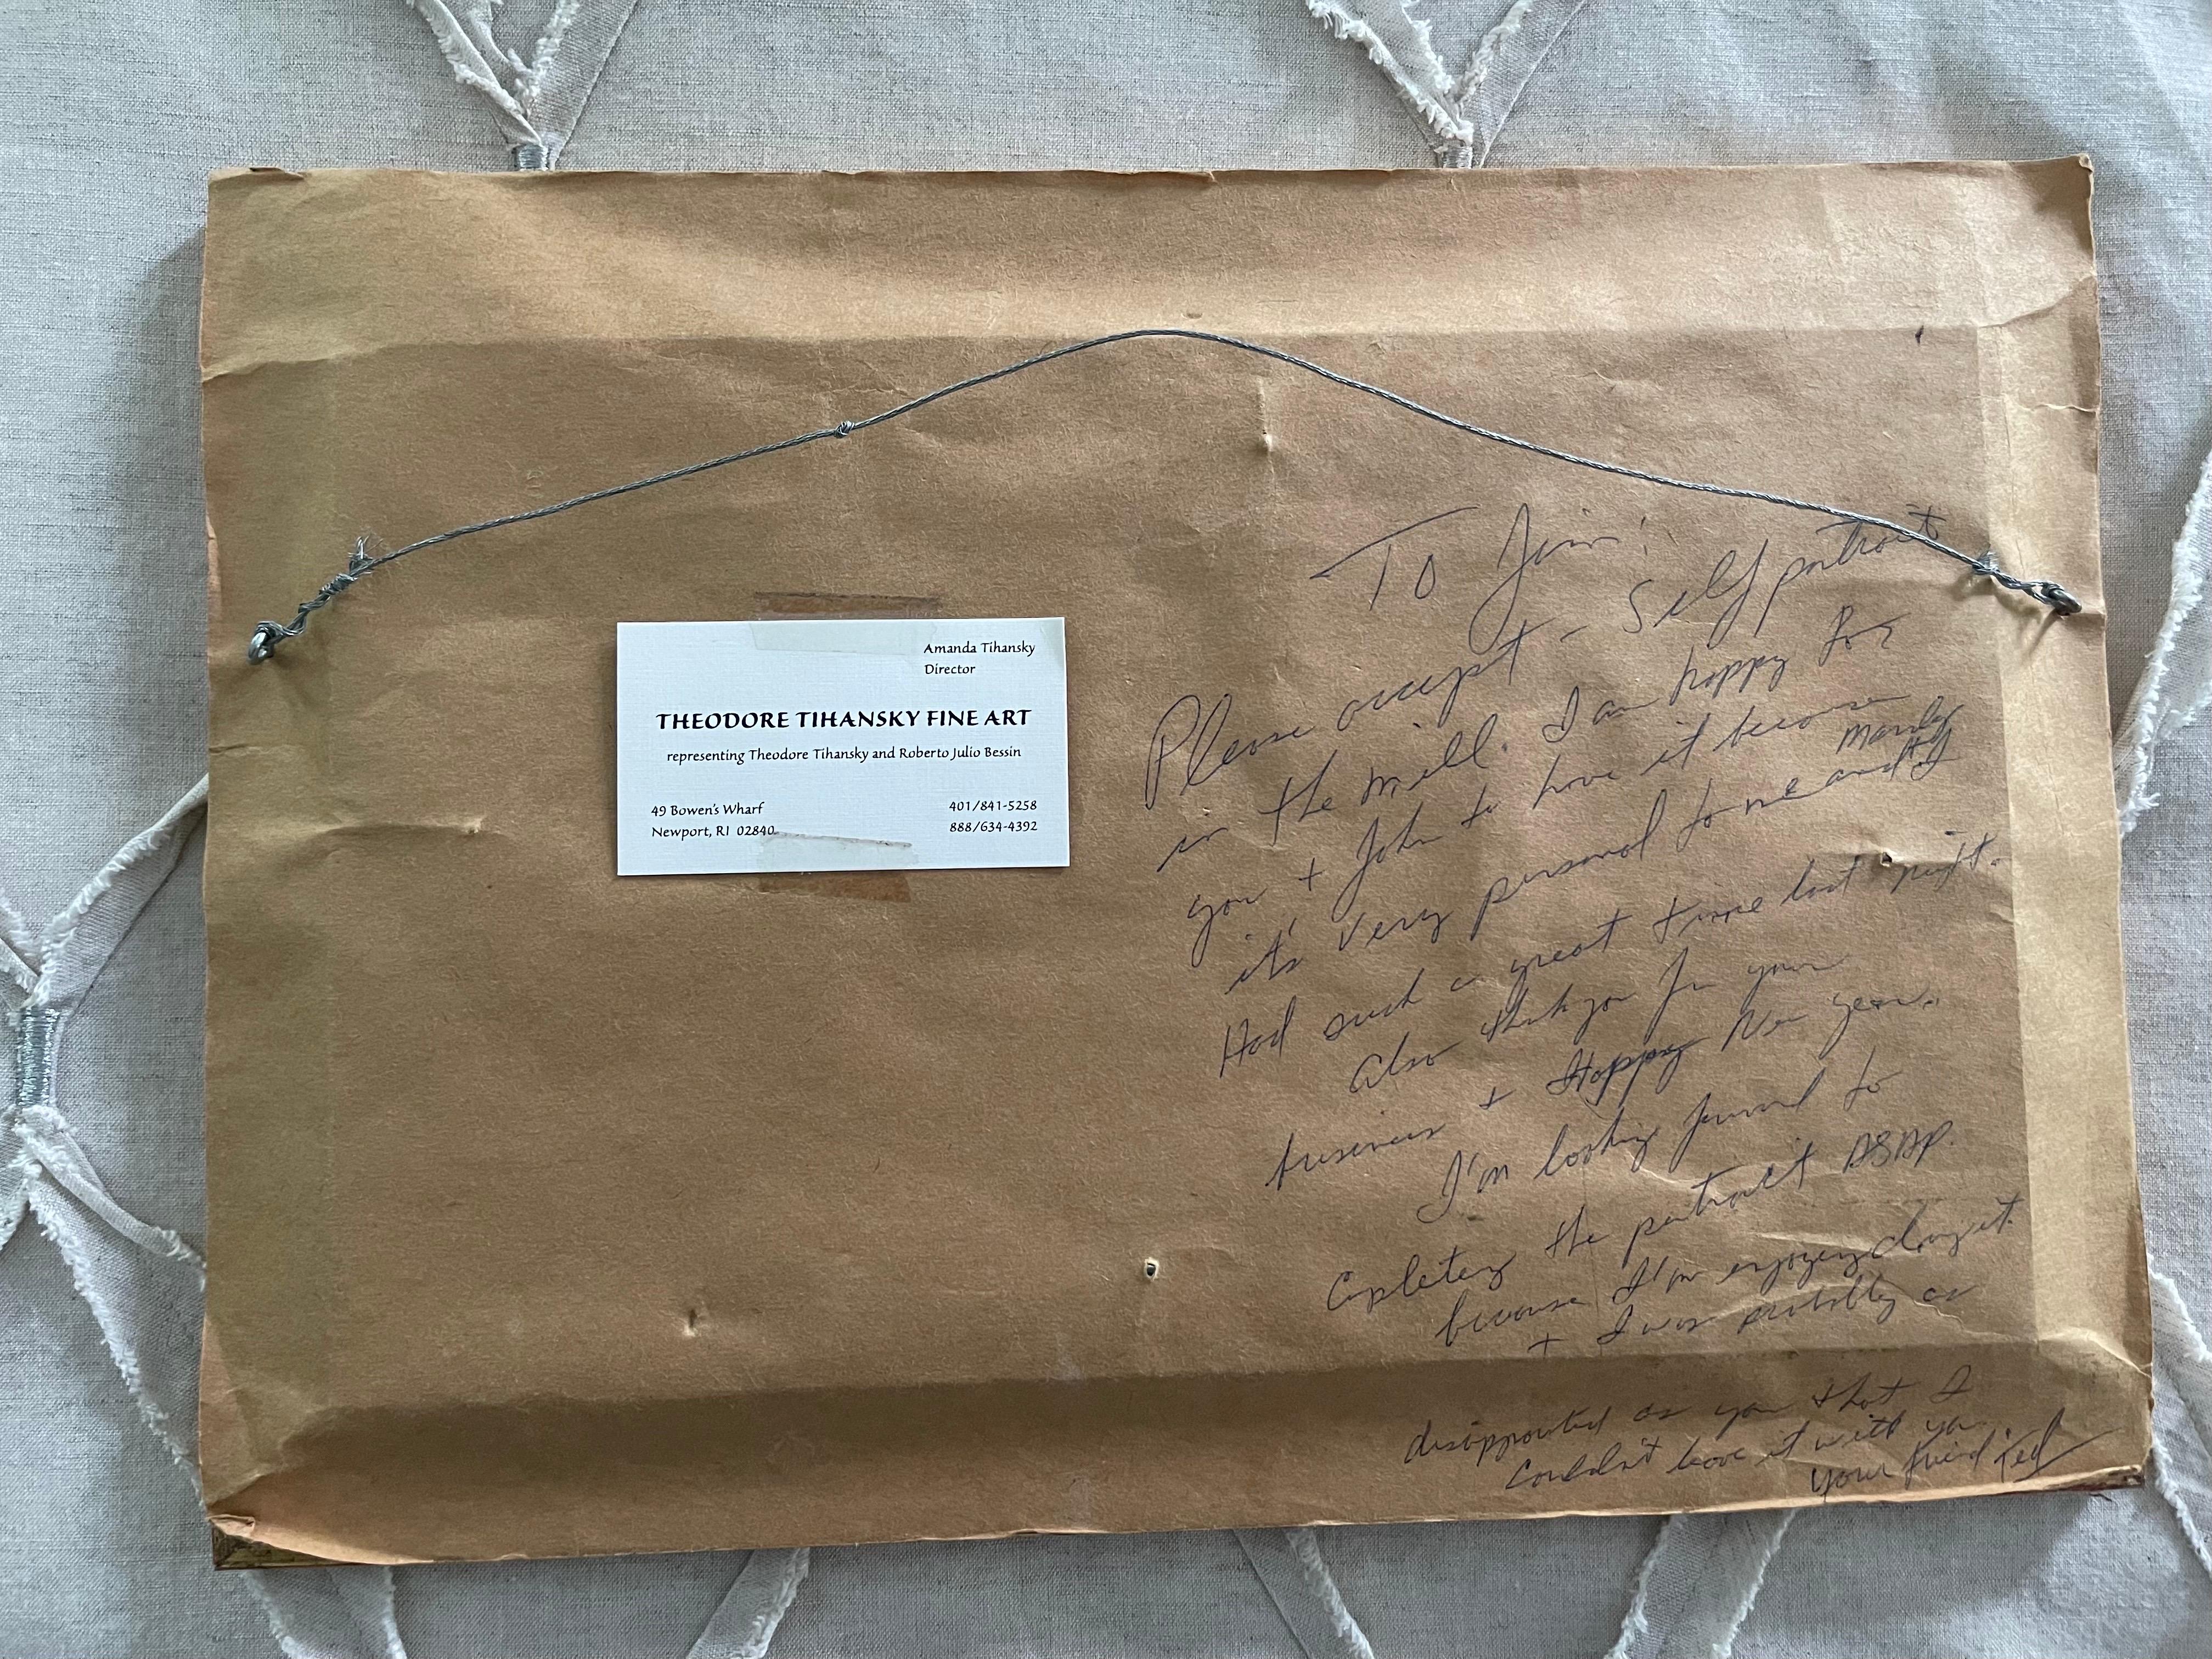 Amanda Tihansky
Director
THEODORE TIHANSKY FINE ART
representing Theodore Tihansky and Roberto Julio Bessin
49 Bowen's Wharf
Newport, RI 02840
401/841-5258
888/634-4392
To Jim:
Please accept - Self portrait
in the mill. I am happy for
you + John to have it because
it's very personal to me and
Had such a great time last night.
Also thank you for your
business + Happy New Year.
I'm looking forward to
Completeng the portrait ASAP.
because I'm enjoying doing it
+ I was probably as
disappointed as you that I
Couldn't leave it with you
Your friend Ted